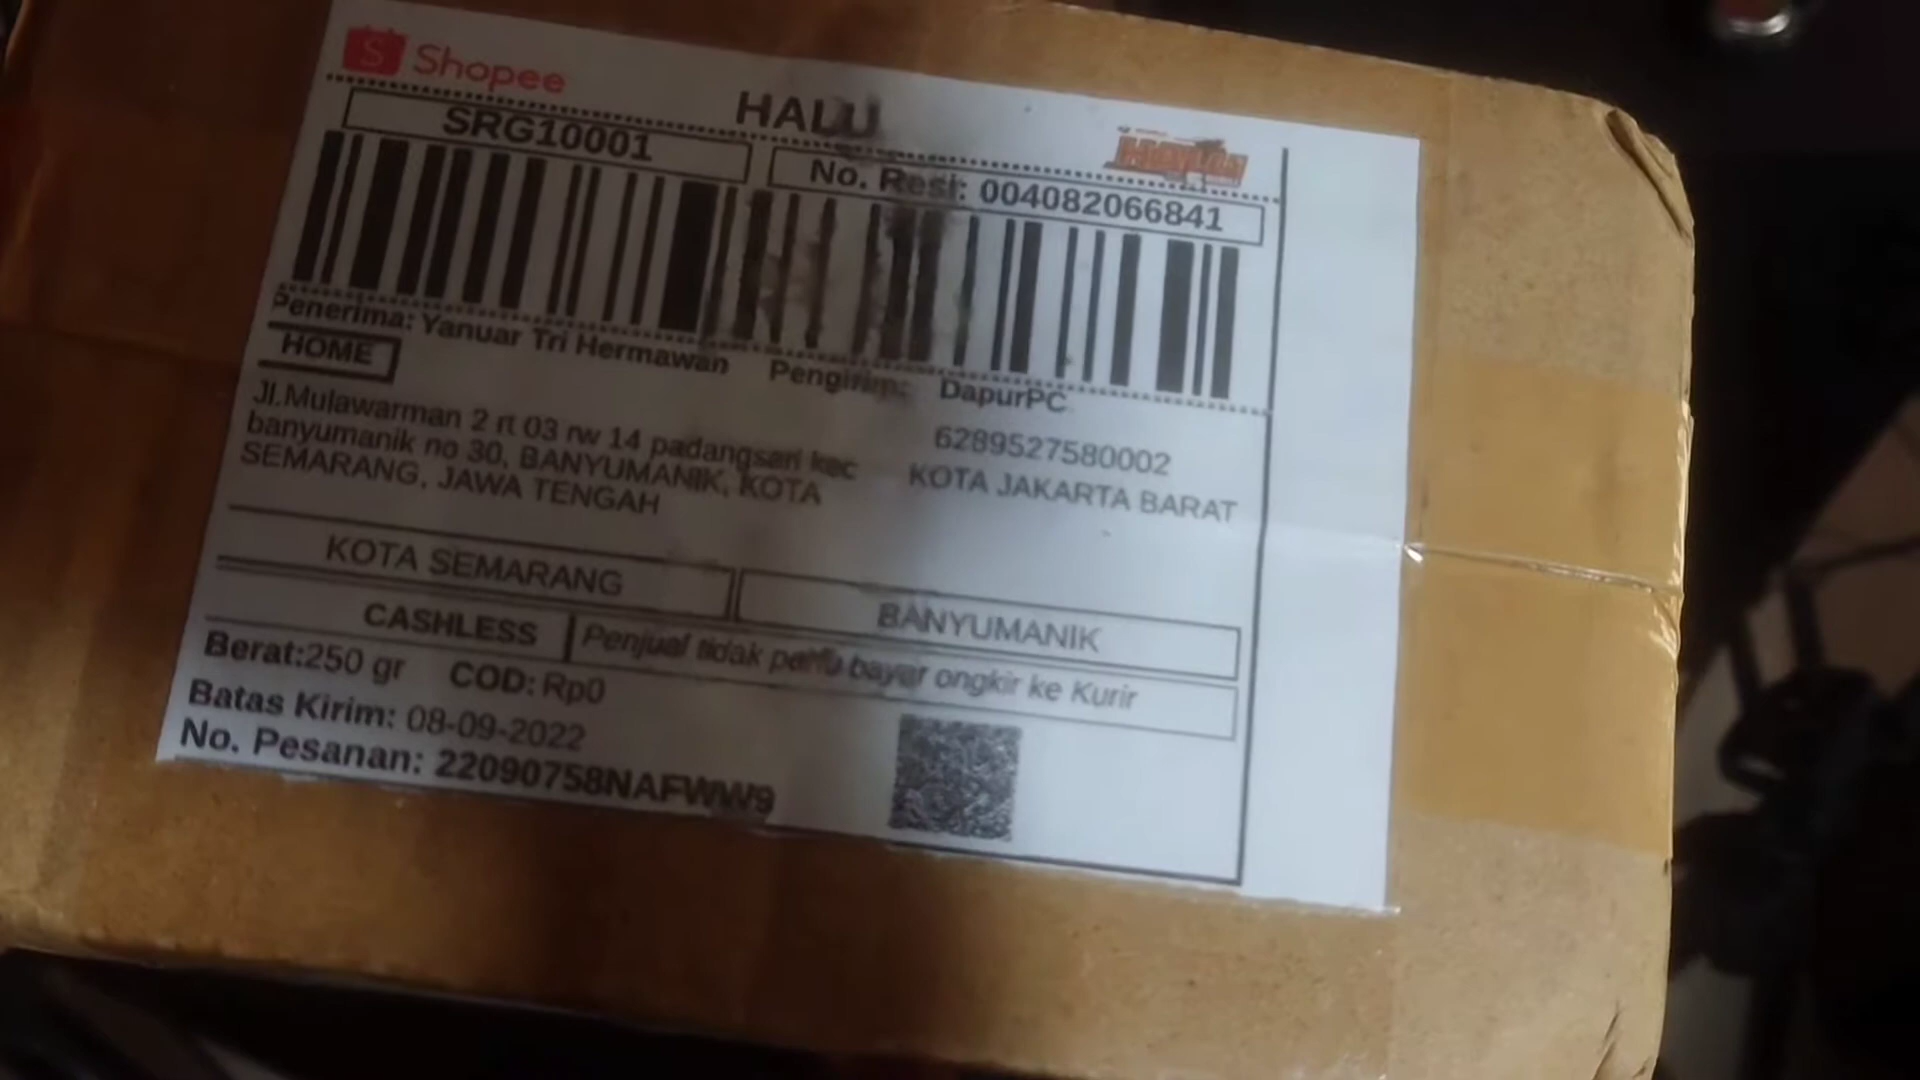 Shopee
HALU
SRG10001
No. Resi: 004082066841
Penerima: Yanuar Tri Hermawan
Pengirim: DapurPC
HOME
Jl.Mulawarman 2 rt 03 rw 14 padangsari kec
banyumanik no 30, BANYUMANIK, KOTA
SEMARANG, JAWA TENGAH
6289527580002
KOTA JAKARTA BARAT
KOTA SEMARANG
BANYUMANIK
CASHLESS
Penjual tidak perlu bayar ongkir ke Kurir
Berat:250 gr COD: Rp0
Batas Kirim: 08-09-2022
No. Pesanan: 22090758NAFWW9